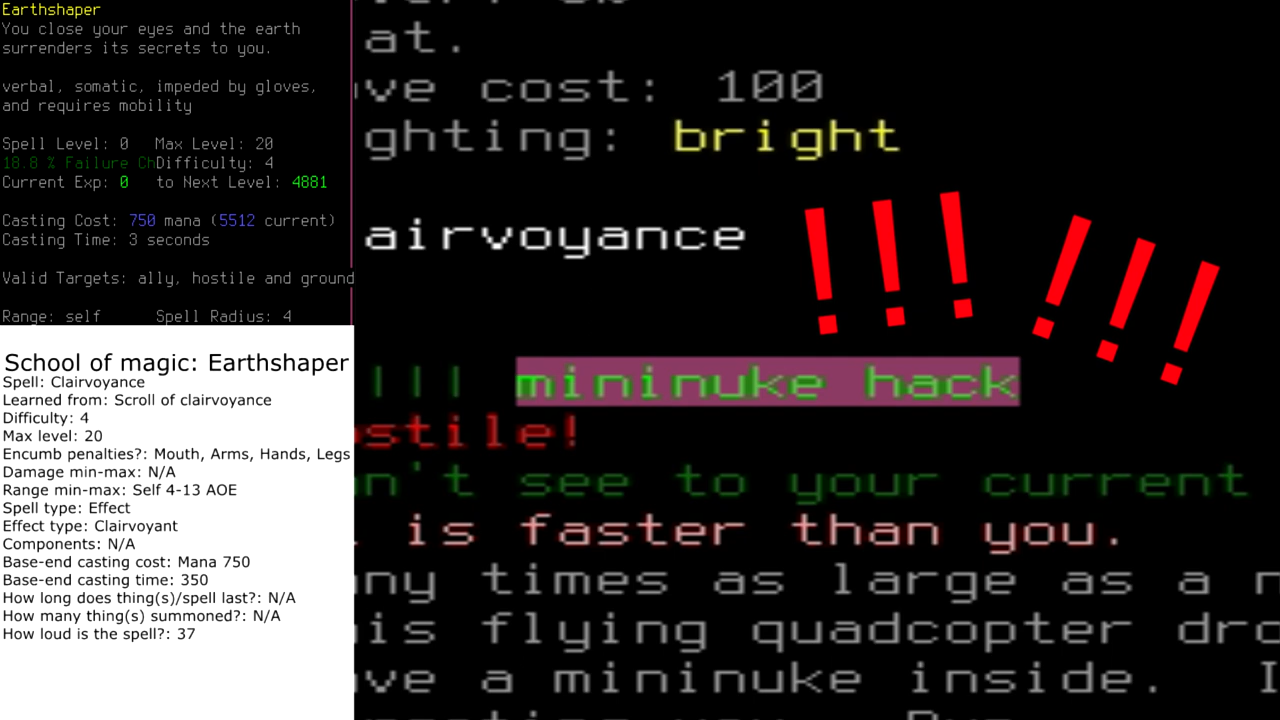 Earthshaper
You close your eyes and the earth
surrenders its secrets to you.
verbal, somatic, impeded by gloves,
and requires mobility
Spell Level: 0 Max Level: 20
18.8 % Failure Ch Difficulty: 4
Current Exp: 0 to Next Level: 4881
Casting Cost: 750 mana (5512 current)
Casting Time: 3 seconds
Valid Targets: ally, hostile and ground
Range: self Spell Radius: 4
School of magic: Earthshaper
Spell: Clairvoyance
Learned from: Scroll of clairvoyance
Difficulty: 4
Max level: 20
Encumb penalties?: Mouth, Arms, Hands, Legs
Damage min-max: N/A
Range min-max: Self 4-13 AOE
Spell type: Effect
Effect type: Clairvoyant
Components: N/A
Base-end casting cost: Mana 750
Base-end casting time: 350
How long does thing(s)/spell last?: N/A
How many thing(s) summoned?: N/A
How loud is the spell?: 37
at.
ve cost: 100
ghting: bright
airvoyance
!!! !!!
||| mininuke hack
stile!
n't see to your current
is faster than you.
ny times as large as a
is flying quadcopter dro
ve a mininuke inside. I